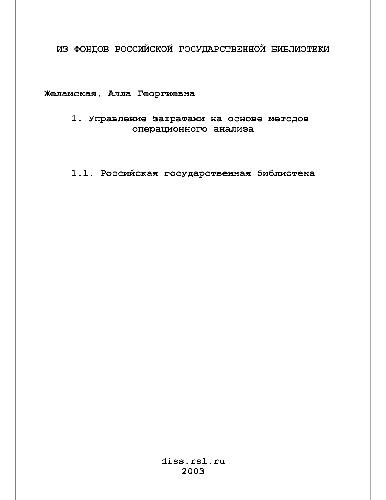 ИЗ ФОНДОВ РОССИЙСКОЙ ГОСУДАРСТВЕННОЙ БИБЛИОТЕКИ
Желамская, Алла Георгиевна
1. Управление затратами на основе методов
операционного анализа
1.1. Российская государственная библиотека
diss.rsl.ru
2003